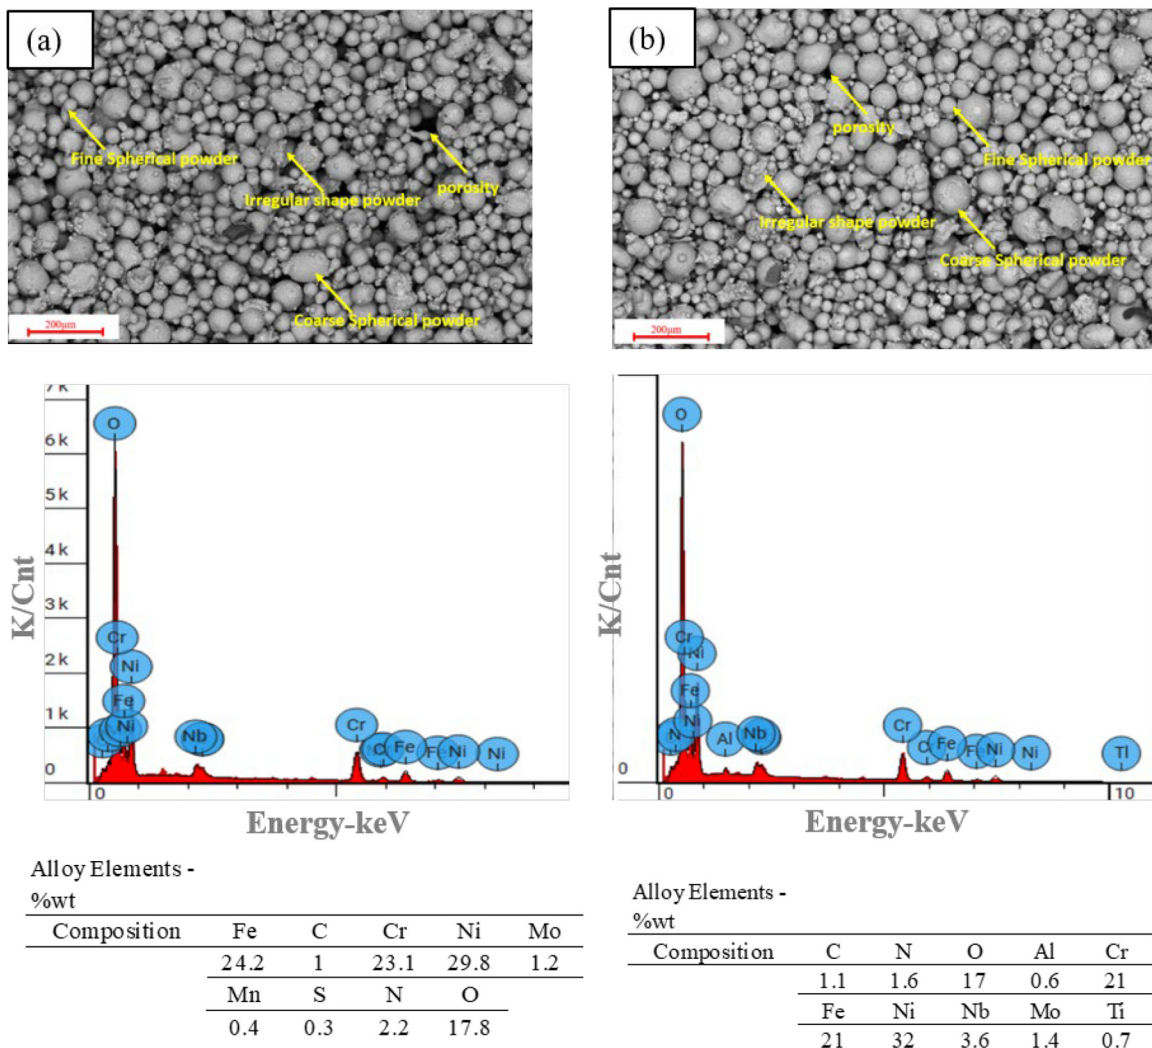 (a)
Fine Spherical powder
Irregular shape powder
porosity
Coarse Spherical powder
200μm
(b)
porosity
Fine Spherical powder
Irregular shape powder
Coarse Spherical powder
200μm
7k
6k
5k
4k
3k
2k
1k
0
K/Cnt
O
Cr
Ni
Fe
Ni
Nb
Cr
C
Fe
Fe
Ni
Ni
0
Energy-keV
K/Cnt
O
Cr
Ni
Fe
Ni
N
Al
Nb
Cr
C
Fe
Fe
Ni
Ni
Tl
0
0
10
Energy-keV
Alloy Elements -
%wt
Composition Fe C Cr Ni Mo
24.2 1 23.1 29.8 1.2
Mn S N O
0.4 0.3 2.2 17.8
Alloy Elements -
%wt
Composition C N O Al Cr
1.1 1.6 17 0.6 21
Fe Ni Nb Mo Ti
21 32 3.6 1.4 0.7